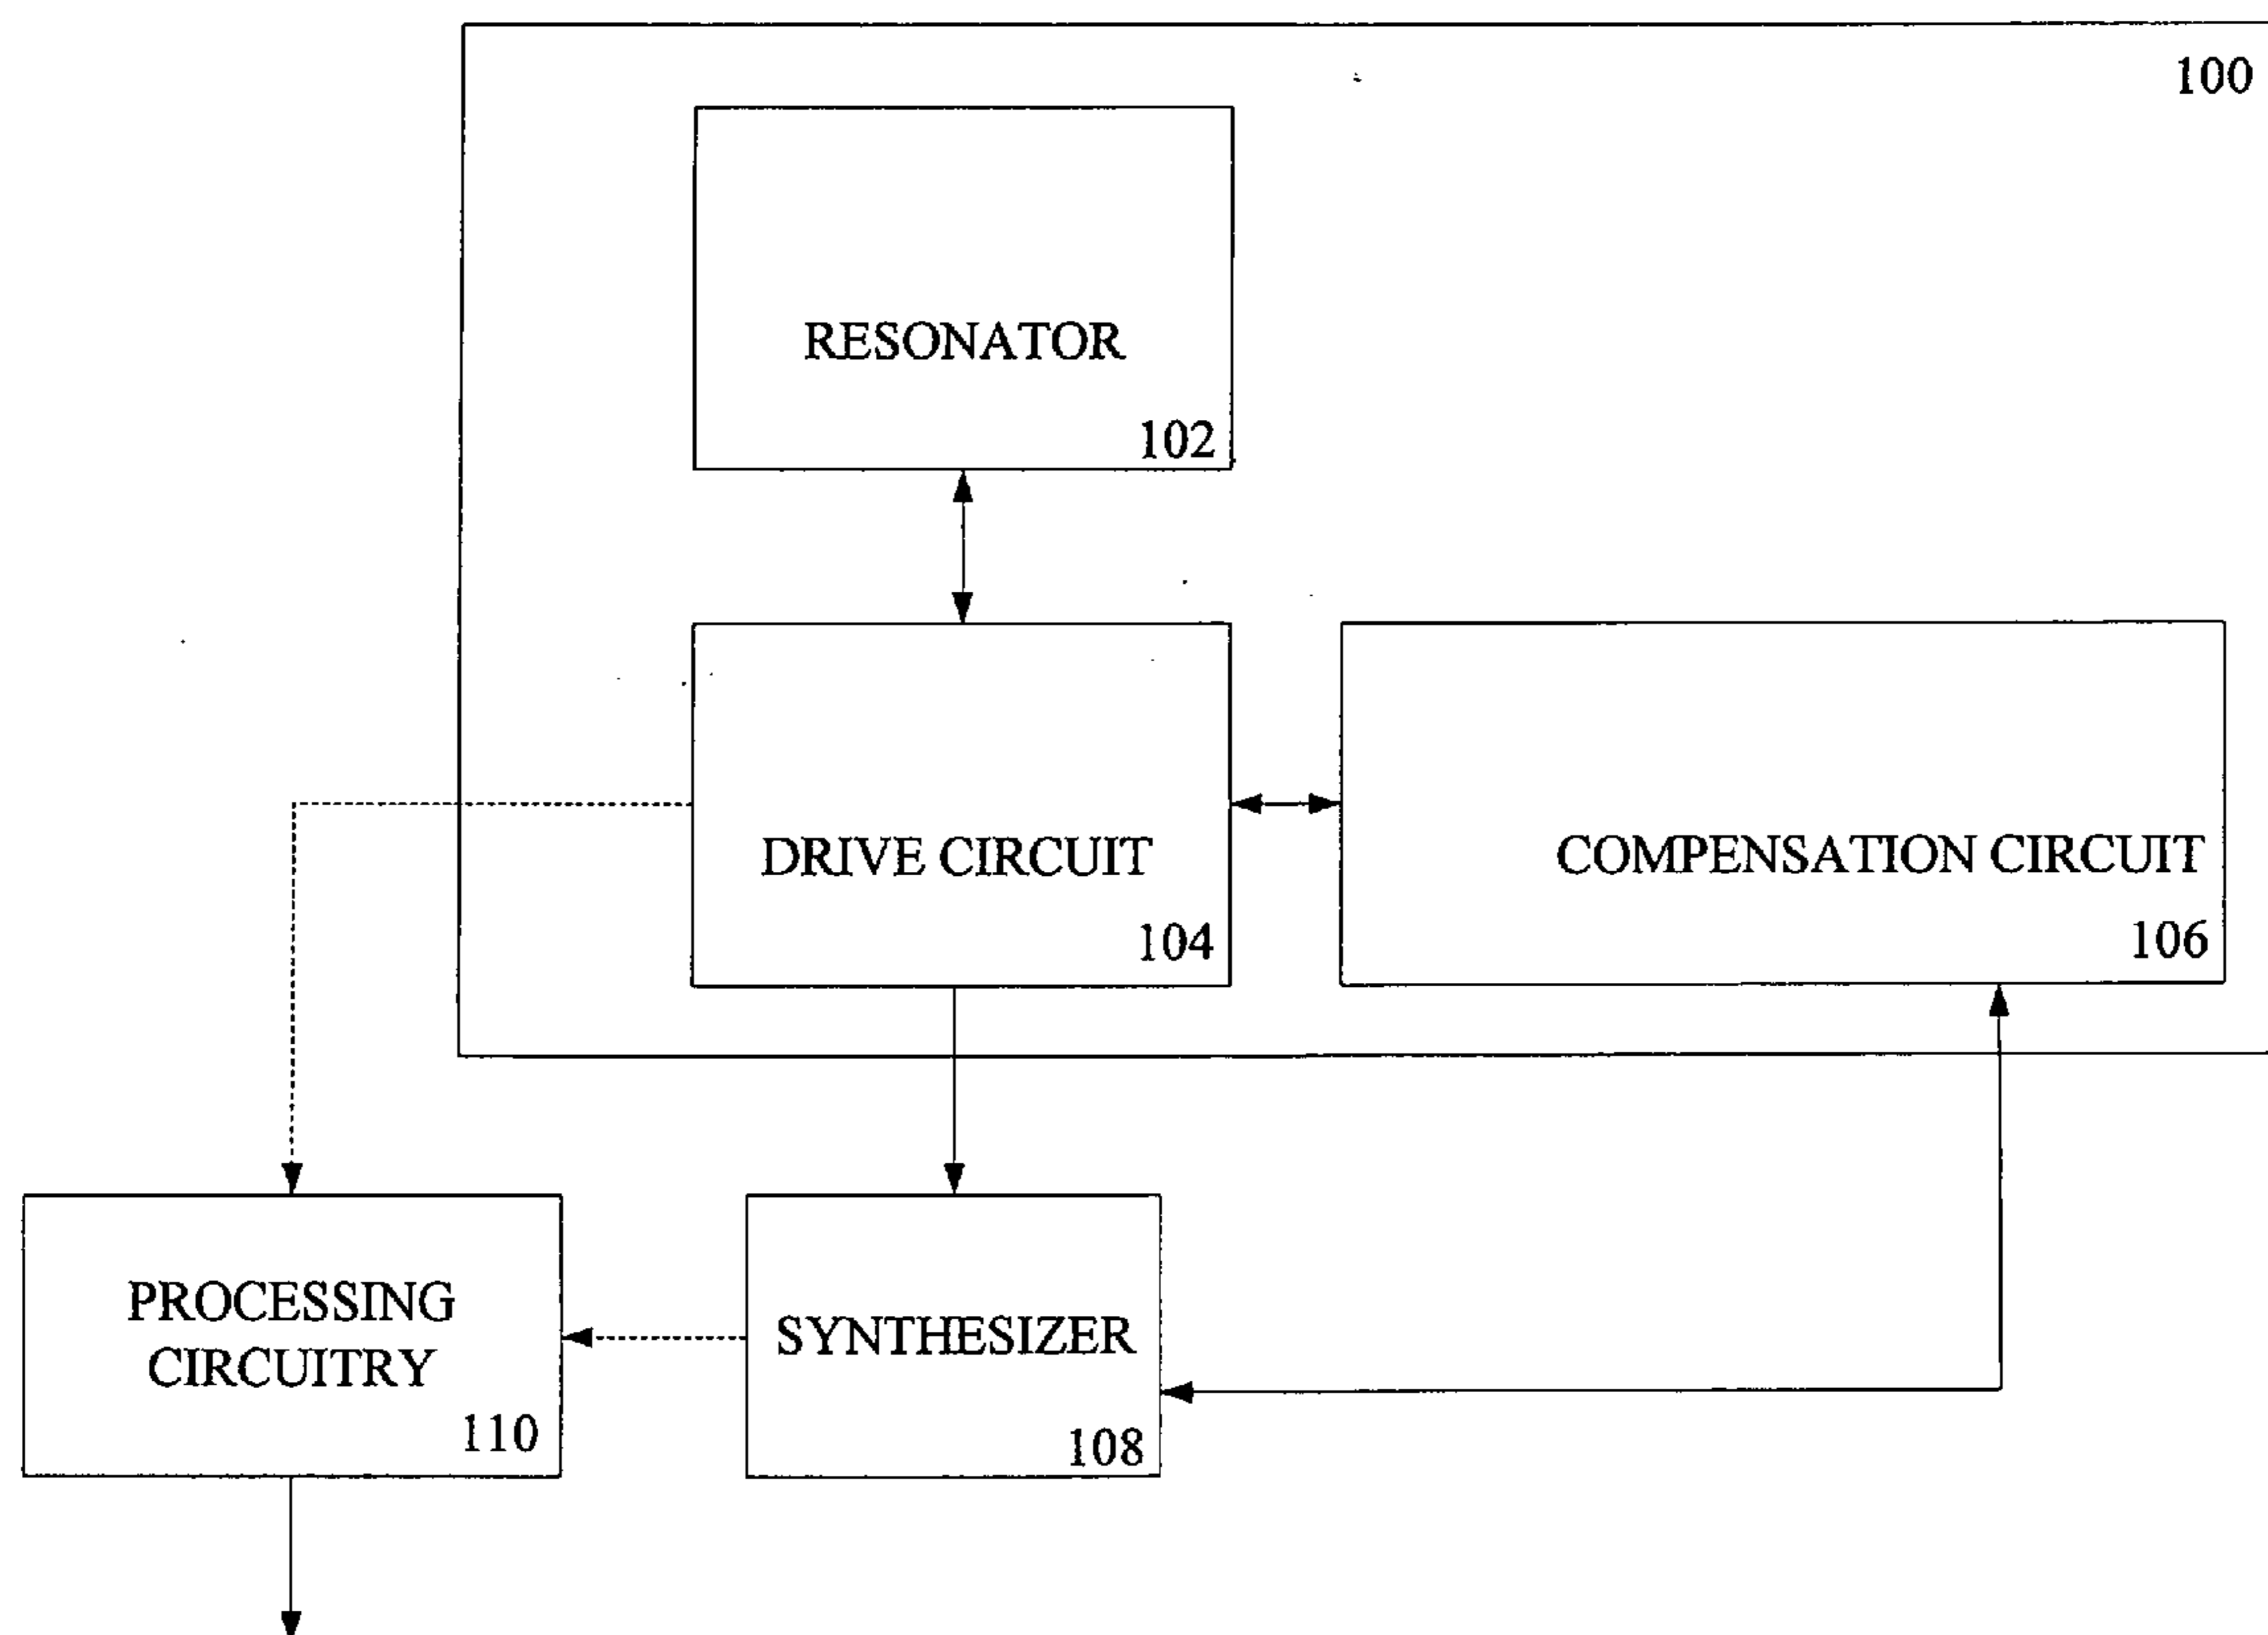 100
RESONATOR
102
DRIVE CIRCUIT
104
COMPENSATION CIRCUIT
106
PROCESSING
CIRCUITRY
110
SYNTHESIZER
108